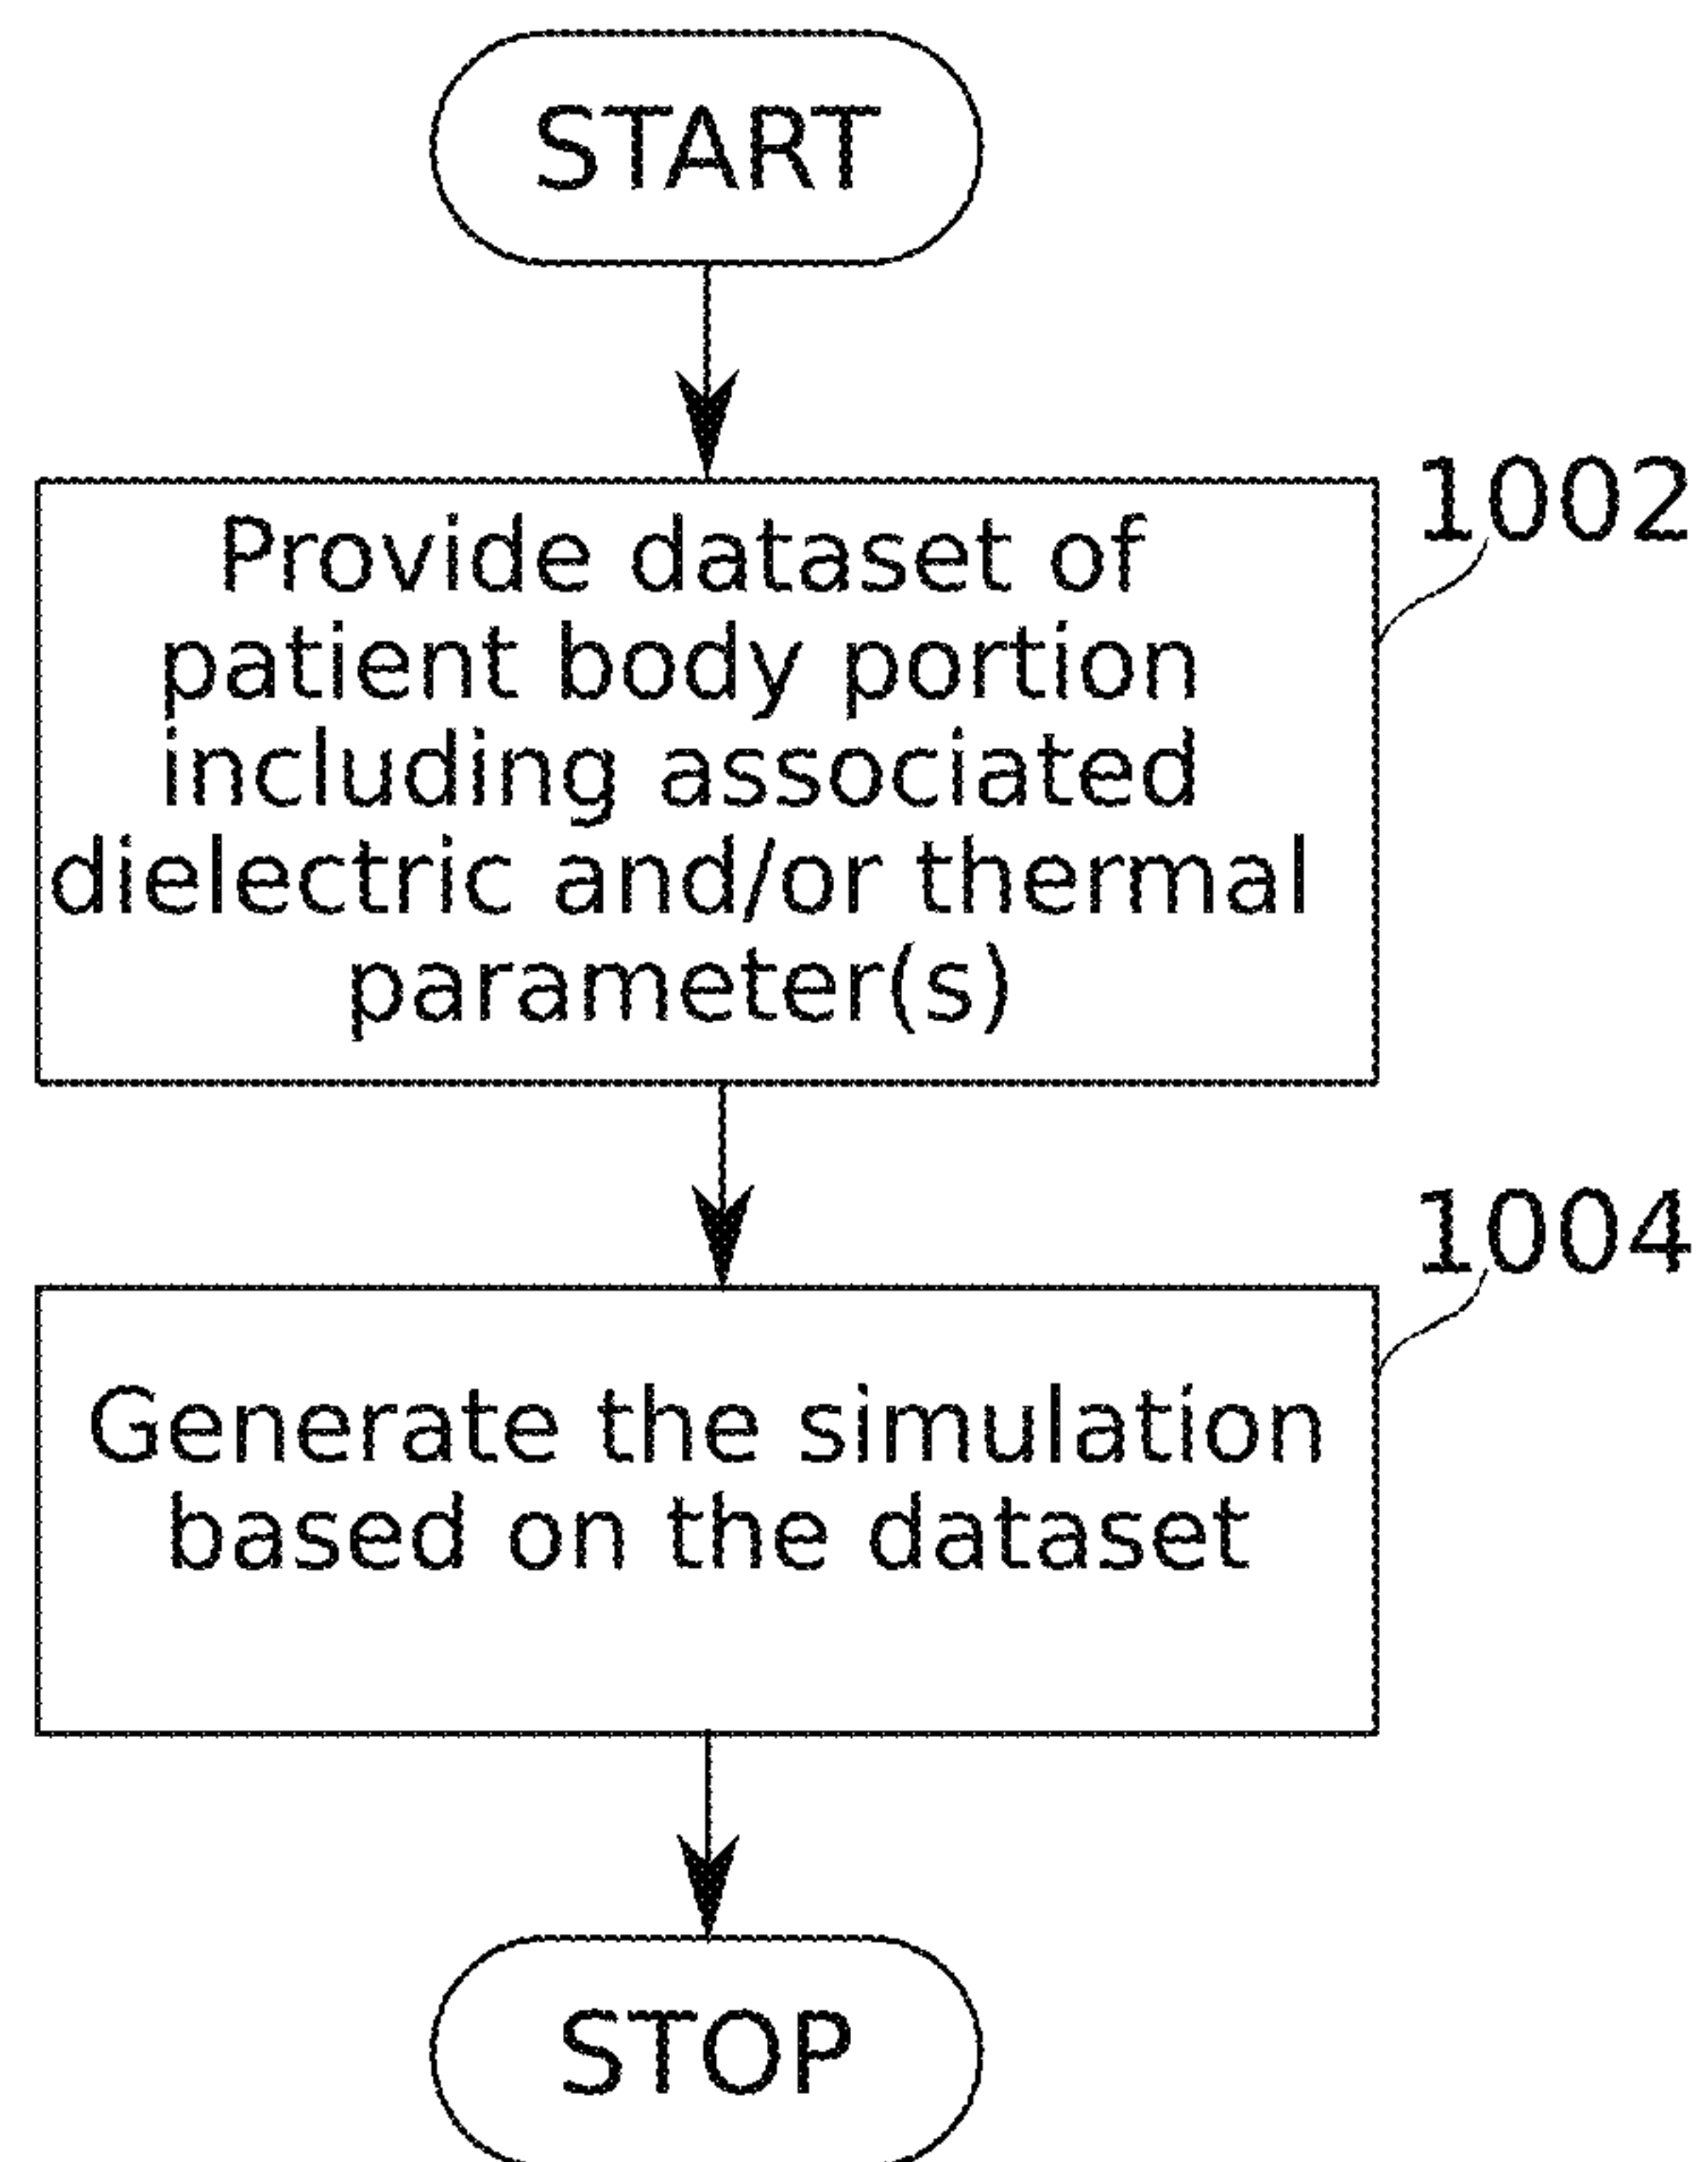 START
1002
Provide dataset of
patient body portion
including associated
dielectric and/or thermal
parameter(s)
1004
Generate the simulation
based on the dataset
STOP